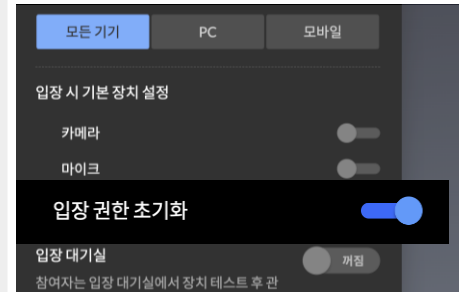 모든 기기 PC 모바일
입장 시 기본 장치 설정
카메라
마이크
입장 권한 초기화
입장 대기실 꺼짐
참여자는 입장 대기실에서 장치 테스트 후 관